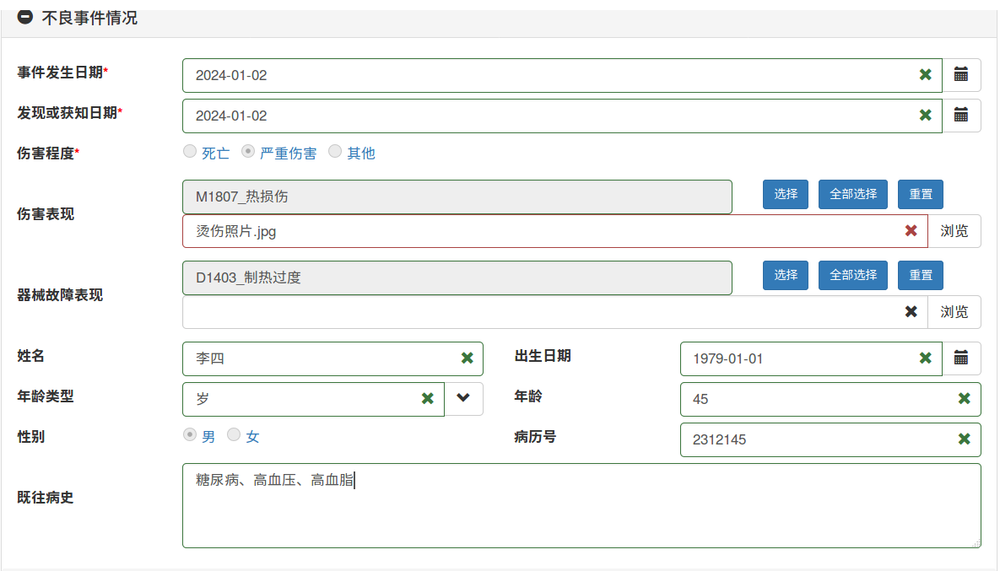 不良事件情况
事件发生日期* 2024-01-02
发现或获知日期* 2024-01-02
伤害程度* 死亡 严重伤害 其他
伤害表现 M1807_热损伤 选择 全部选择 重置
烫伤照片.jpg 浏览
器械故障表现 D1403_制热过度 选择 全部选择 重置
浏览
姓名 李四 出生日期 1979-01-01
年龄类型 岁 年龄 45
性别 男 女 病历号 2312145
既往病史 糖尿病、高血压、高血脂